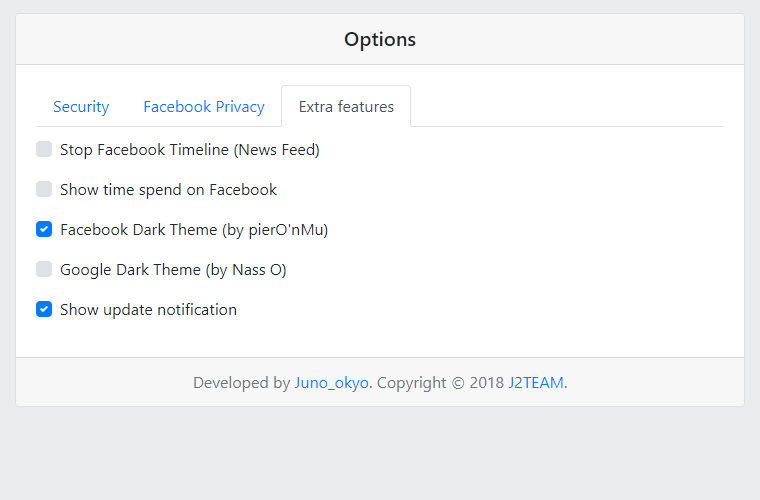 Options
Security Facebook Privacy Extra features
Stop Facebook Timeline (News Feed)
Show time spend on Facebook
Facebook Dark Theme (by pierO'nMu)
Google Dark Theme (by Nass O)
Show update notification
Developed by Juno_okyo. Copyright © 2018 J2TEAM.